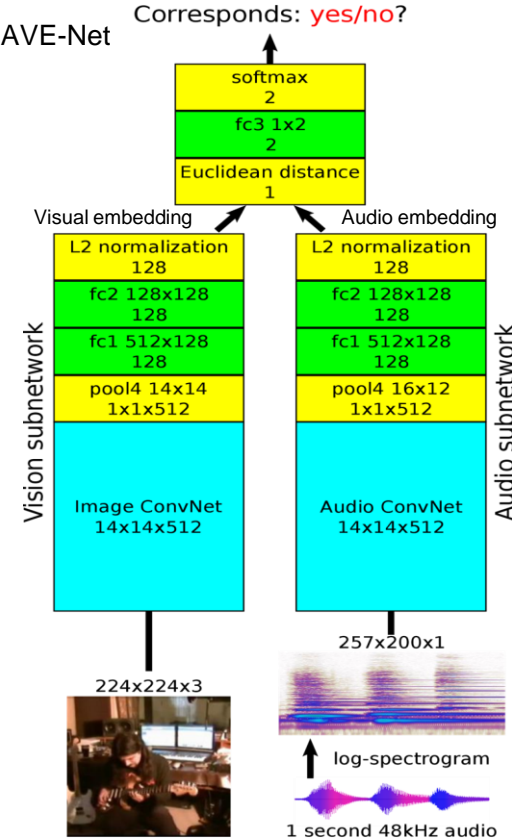 Corresponds: yes/no?
AVE-Net
softmax
2
fc3 1x2
2
Euclidean distance
1
Visual embedding
Audio embedding
L2 normalization
128
fc2 128x128
128
fc1 512x128
128
pool4 14x14
1x1x512
Image ConvNet
14x14x512
Vision subnetwork
224x224x3
L2 normalization
128
fc2 128x128
128
fc1 512x128
128
pool4 16x12
1x1x512
Audio ConvNet
14x14x512
Audio subnetwork
257x200x1
log-spectrogram
1 second 48kHz audio